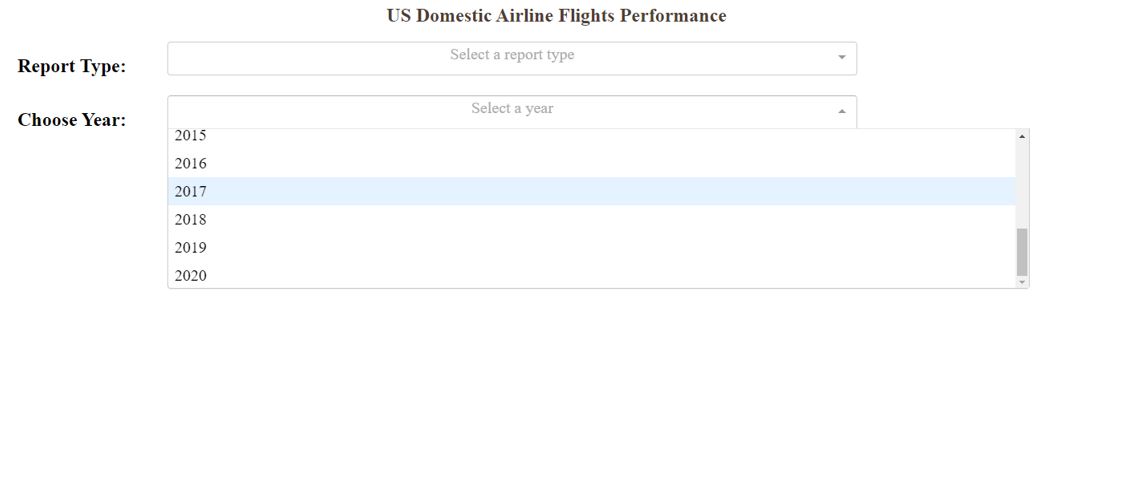 US Domestic Airline Flights Performance
Report Type:
Select a report type
Choose Year:
Select a year
2015
2016
2017
2018
2019
2020